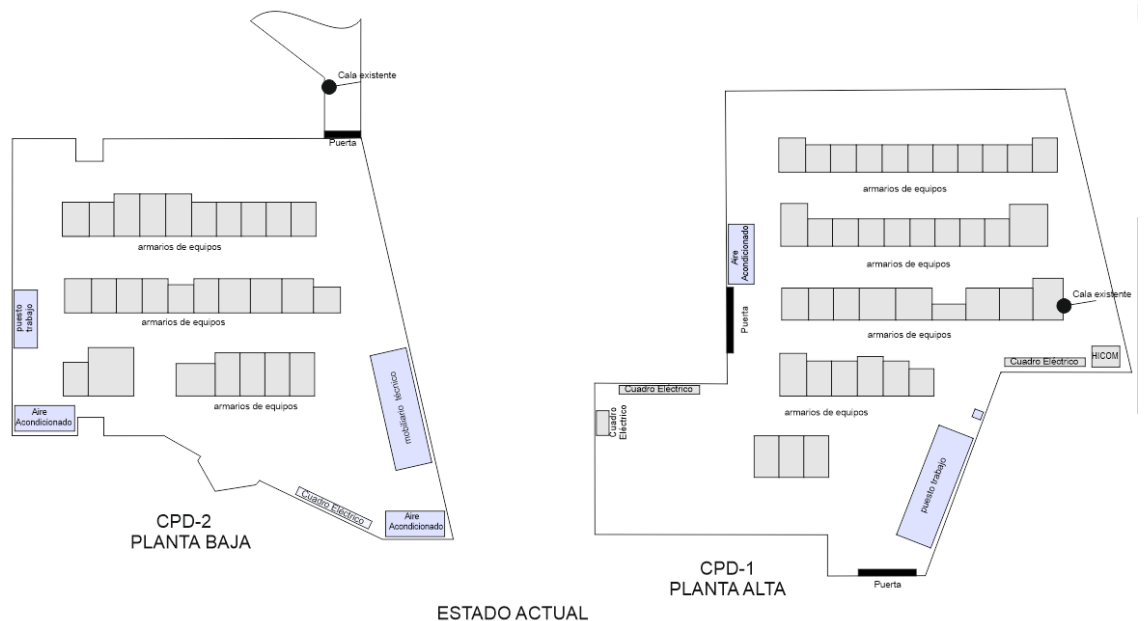 Cala existente
Puerta
armarios de equipos
armarios de equipos
puesto
trabajo
armarios de equipos
mobiliario técnico
Aire
Acondicionado
Cuadro Eléctrico
Aire
Acondicionado
CPD-2
PLANTA BAJA
armarios de equipos
Aire
Acondicionado
armarios de equipos
Puerta
Cala existente
armarios de equipos
HICOM
Cuadro Eléctrico
Cuadro Eléctrico
armarios de equipos
Cuadro
Eléctrico
puesto trabajo
CPD-1
PLANTA ALTA
Puerta
ESTADO ACTUAL